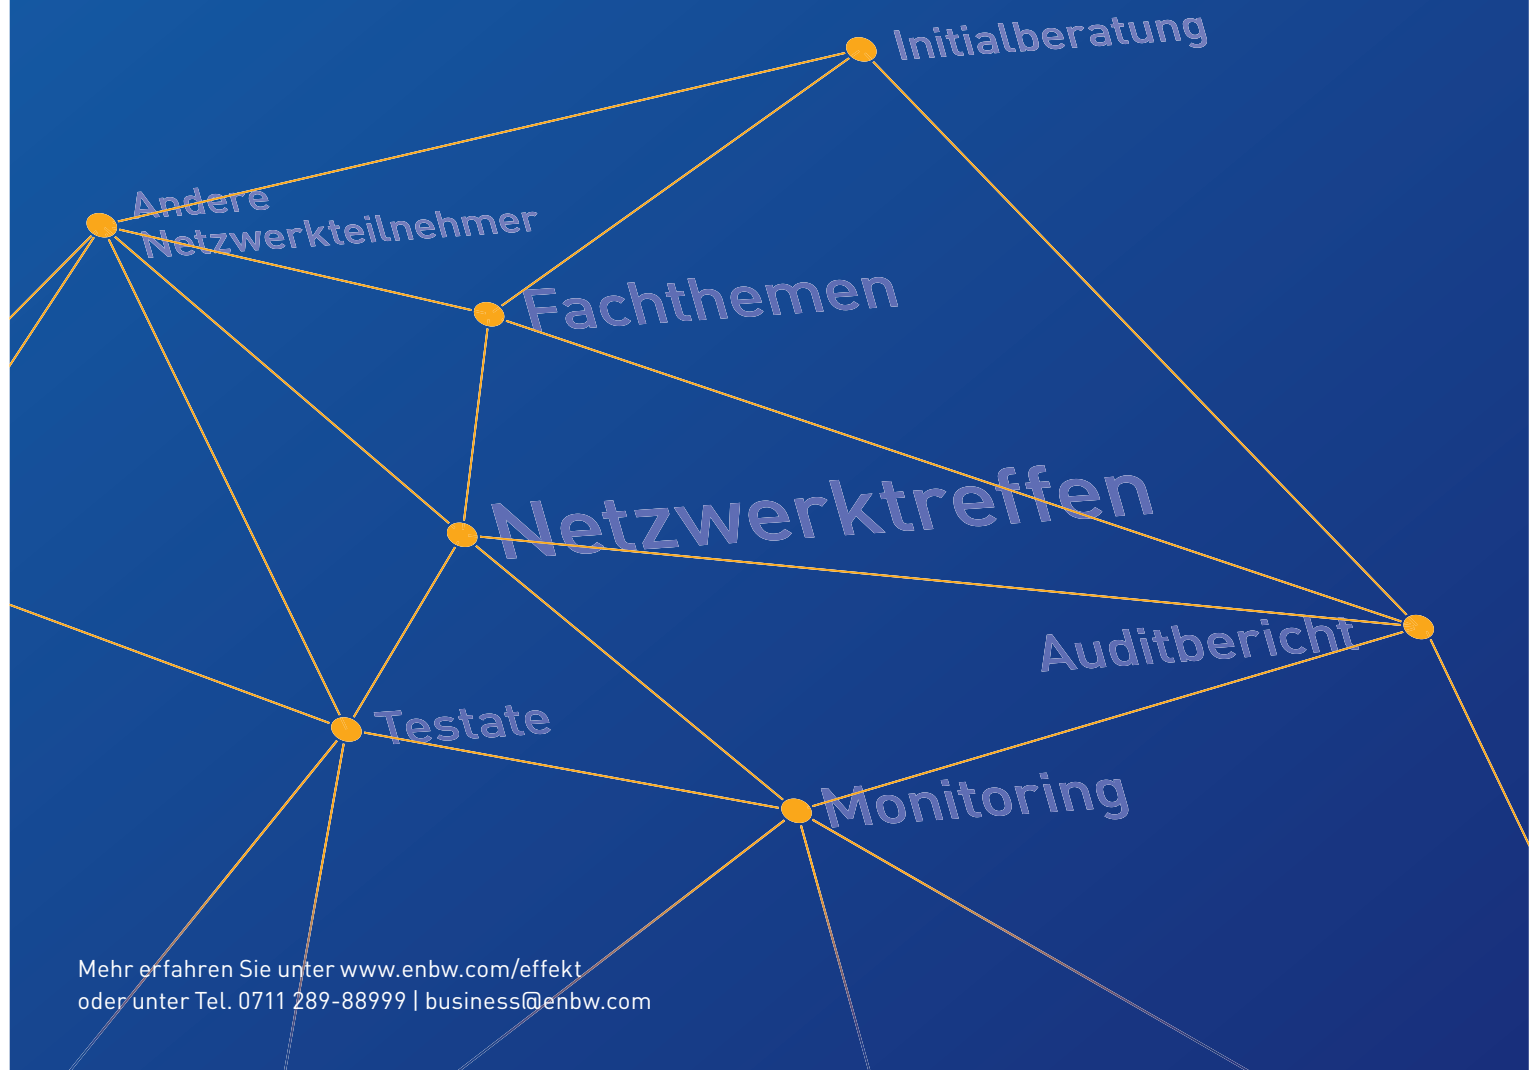 Initialberatung
Andere
Netzwerkteilnehmer
Fachthemen
Netzwerktreffen
Auditbericht
Testate
Monitoring
Mehr erfahren Sie unter www.enbw.com/effekt
oder unter Tel. 0711 289-88999 | business@enbw.com